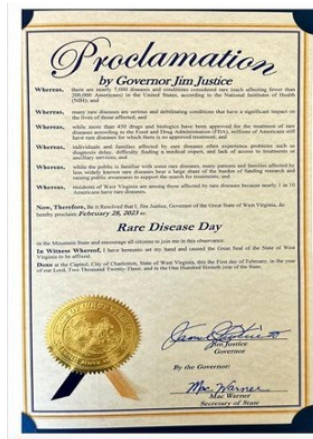 Proclamation
by Governor Jim Justice
Whereas, there are nearly 7,000 diseases and conditions considered rare (each affecting fewer than
200,000 Americans) in the United States, according to the National Institutes of Health
(NIH); and
Whereas, many rare diseases are serious and debilitating conditions that have a significant impact on
the lives of those affected; and
Whereas, while more than 450 drugs and biologics have been approved for the treatment of rare
diseases according to the Food and Drug Administration (FDA), millions of Americans still
have rare diseases for which there is no approved treatment; and
Whereas, individuals and families affected by rare diseases often experience problems such as
diagnosis delay, difficulty finding a medical expert, and lack of access to treatments or
ancillary services; and
Whereas, while the public is familiar with some rare diseases, many patients and families affected by
less widely known rare diseases bear a large share of the burden of funding research and
raising public awareness to support the search for treatments; and
Whereas, residents of West Virginia are among those affected by rare diseases because nearly 1 in 10
Americans have rare diseases.
Now, Therefore, be it Resolved that I, Jim Justice, Governor of the Great State of West Virginia, do
hereby proclaim February 28, 2023 as:
Rare Disease Day
in the Mountain State and encourage all citizens to join me in this observance.
In Witness Whereof, I have hereunto set my hand and caused the Great Seal of the State of West
Virginia to be affixed.
Done at the Capitol, City of Charleston, State of West Virginia, this the First day of February, in the year
of our Lord, Two Thousand Twenty-Three, and in the One Hundred Sixtieth year of the State.
Jim Justice
Governor
By the Governor:
Mac Warner
Mac Warner
Secretary of State